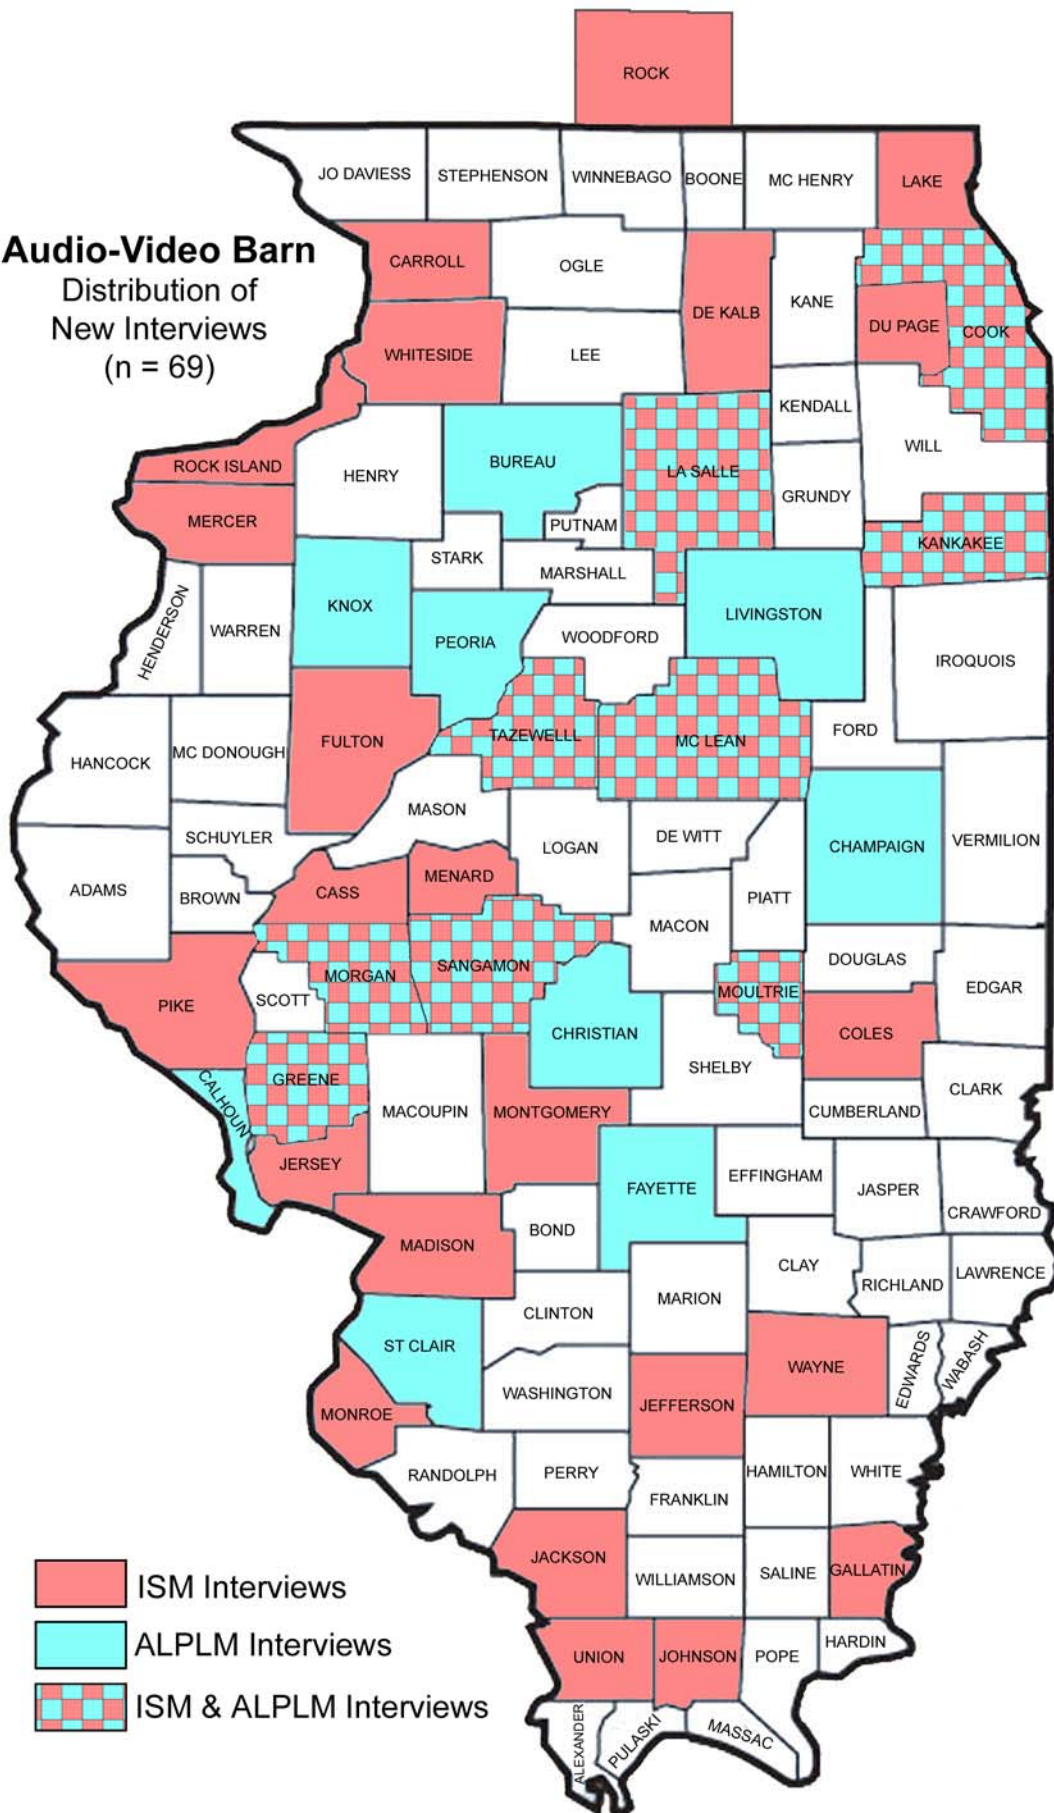 ROCK
JO DAVIESS
STEPHENSON
WINNEBAGO
BOONE
MC HENRY
LAKE
Audio-Video Barn
Distribution of
New Interviews
(n = 69)
CARROLL
OGLE
DE KALB
KANE
DU PAGE
COOK
WHITESIDE
LEE
KENDALL
WILL
ROCK ISLAND
HENRY
BUREAU
LA SALLE
GRUNDY
MERCER
PUTNAM
KANKAKEE
STARK
MARSHALL
HENDERSON
WARREN
KNOX
PEORIA
WOODFORD
LIVINGSTON
IROQUOIS
HANCOCK
MC DONOUGH
FULTON
TAZEWELLL
MC LEAN
FORD
MASON
SCHUYLER
LOGAN
DE WITT
CHAMPAIGN
VERMILION
ADAMS
BROWN
CASS
MENARD
PIATT
MACON
PIKE
SCOTT
MORGAN
SANGAMON
MOULTRIE
DOUGLAS
EDGAR
CHRISTIAN
COLES
CALHOUN
GREENE
SHELBY
MACOUPIN
MONTGOMERY
CUMBERLAND
CLARK
JERSEY
FAYETTE
EFFINGHAM
JASPER
CRAWFORD
MADISON
BOND
CLAY
RICHLAND
LAWRENCE
MARION
CLINTON
ST CLAIR
WAYNE
EDWARDS
WABASH
WASHINGTON
JEFFERSON
MONROE
RANDOLPH
PERRY
HAMILTON
WHITE
FRANKLIN
JACKSON
WILLIAMSON
SALINE
GALLATIN
UNION
JOHNSON
POPE
HARDIN
ALEXANDER
PULASKI
MASSAC
ISM Interviews
ALPLM Interviews
ISM & ALPLM Interviews